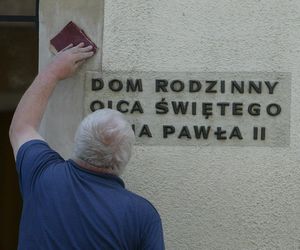 DOM RODZINNY
OJCA ŚWIĘTEGO
PAWŁA II